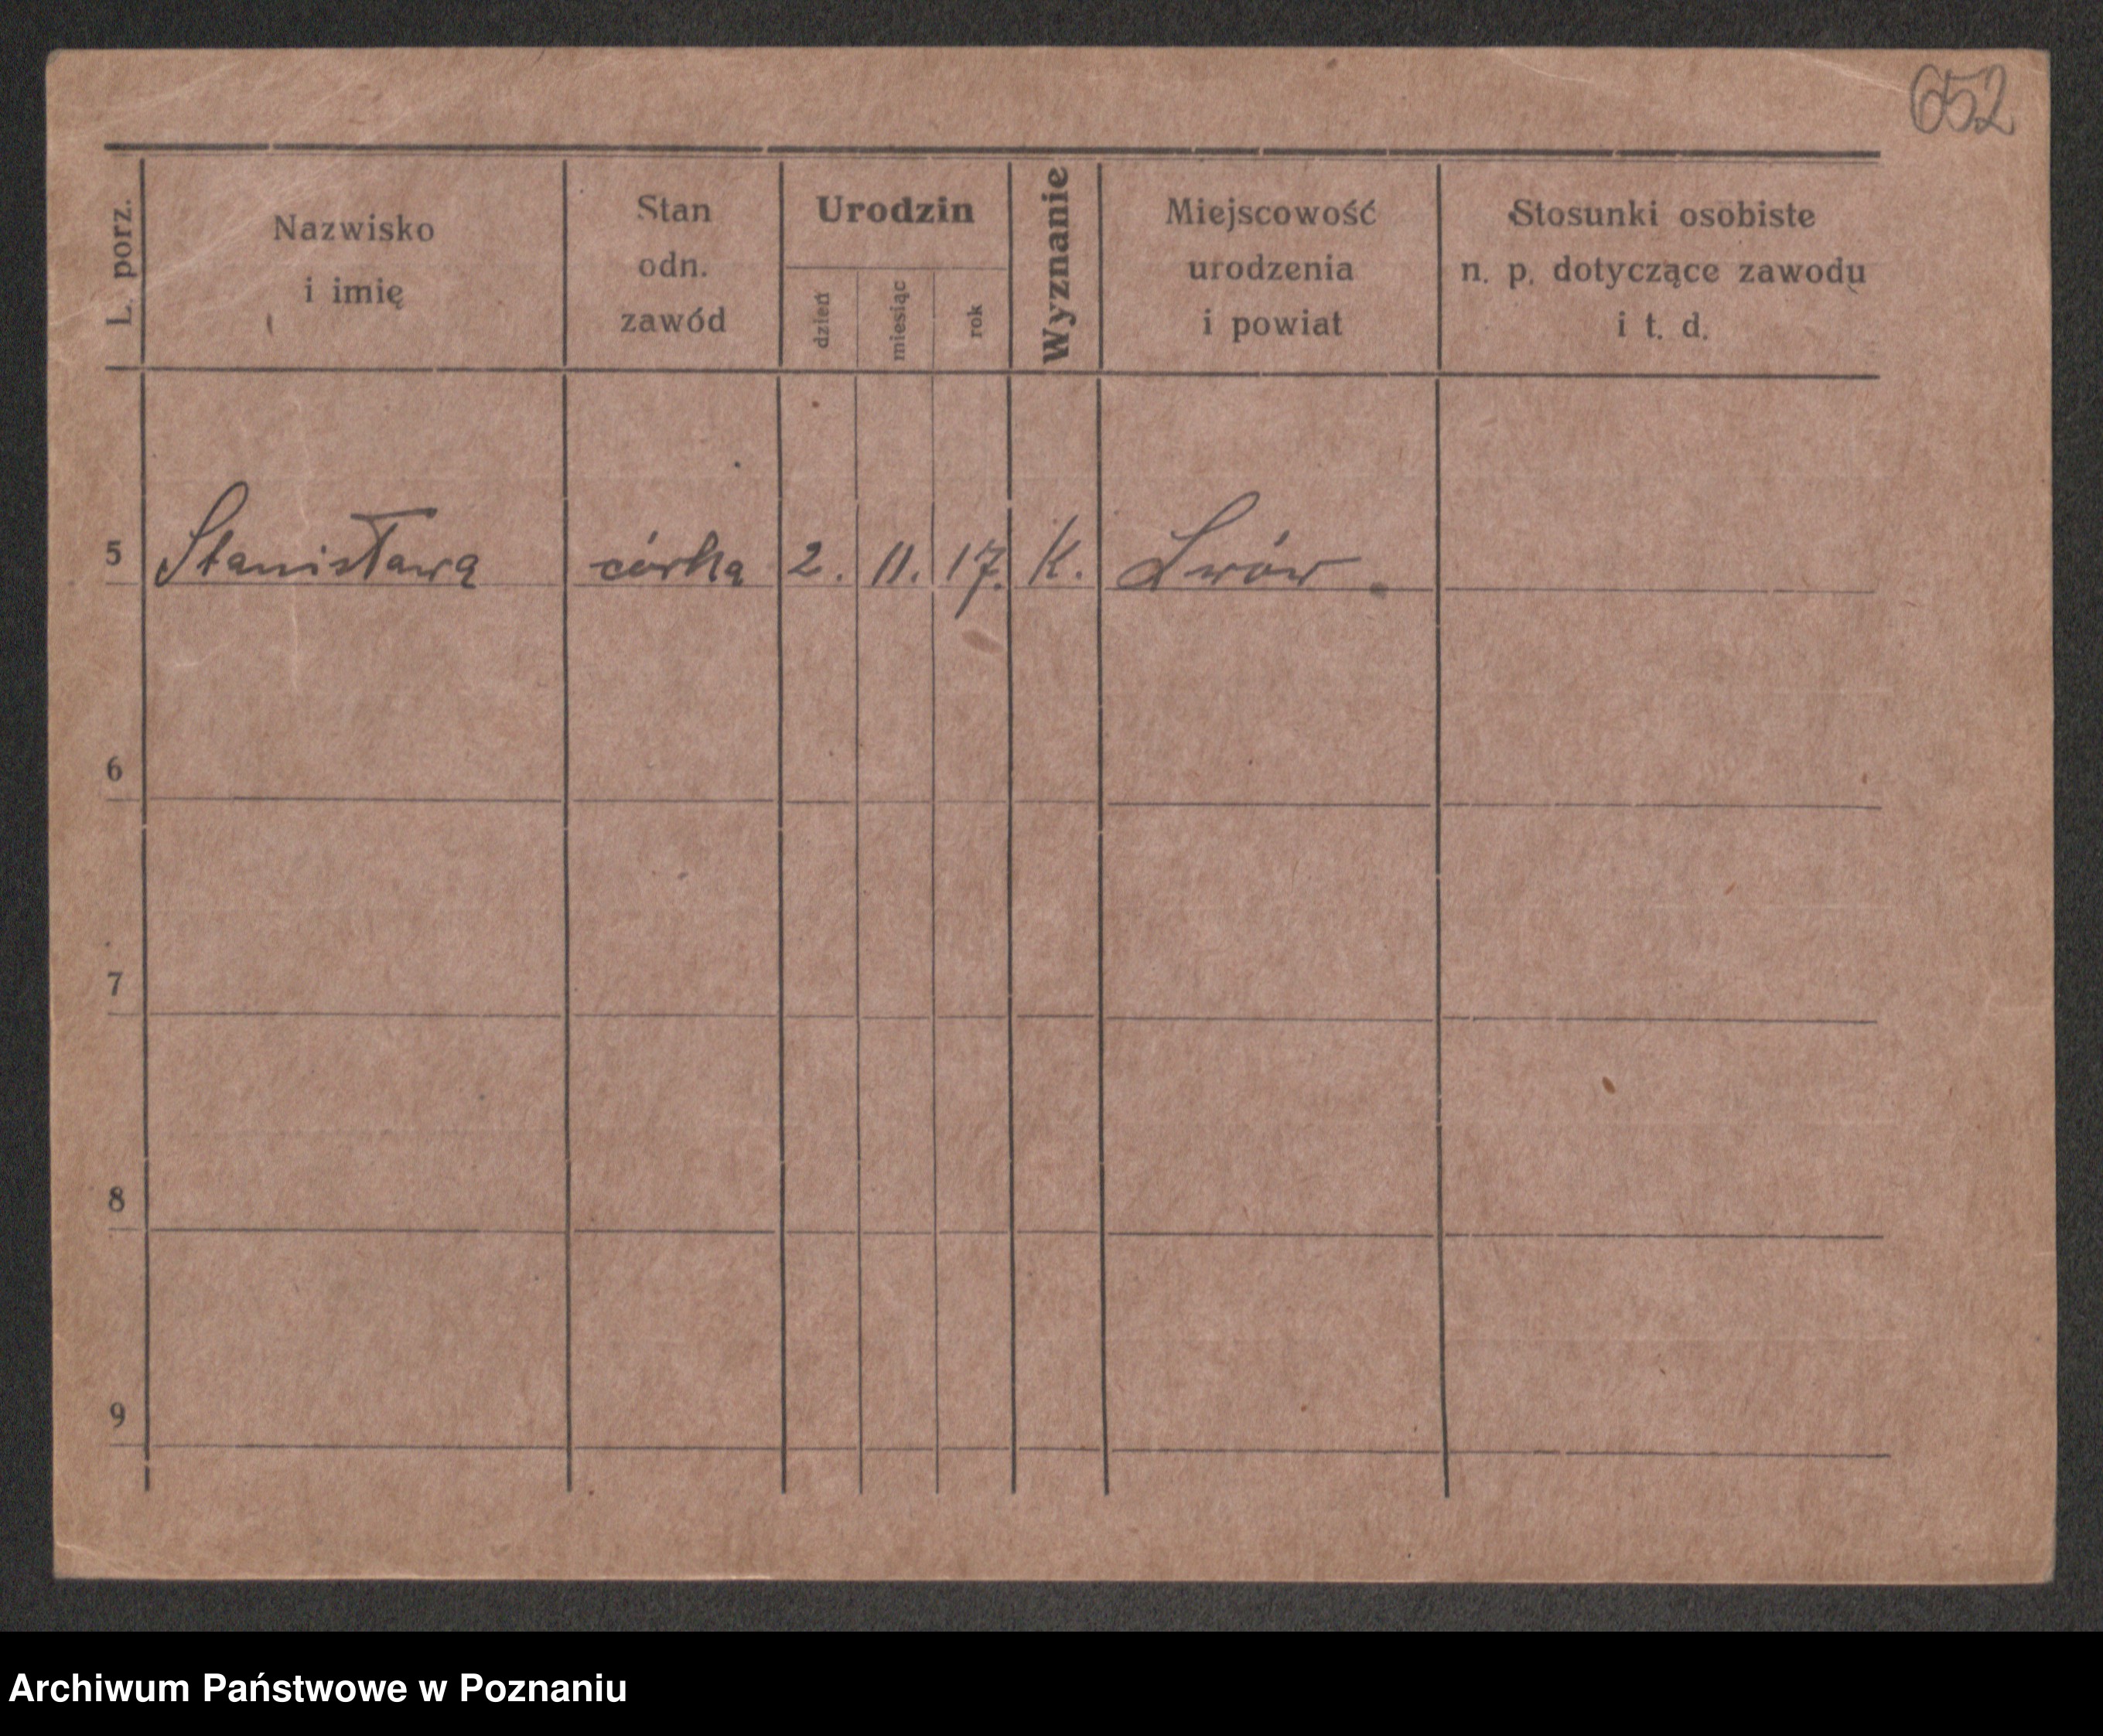 652
L. porz.
Nazwisko
i imię
Stan
odn.
zawód
Urodzin
dzień
miesiąc
rok
Wyznanie
Miejscowość
urodzenia
i powiat
Stosunki osobiste
n. p. dotyczące zawodu
i t. d.
5 Stanisława córka 2. 11. 17. K. Lwów.
6
7
8
9
Archiwum Państwowe w Poznaniu